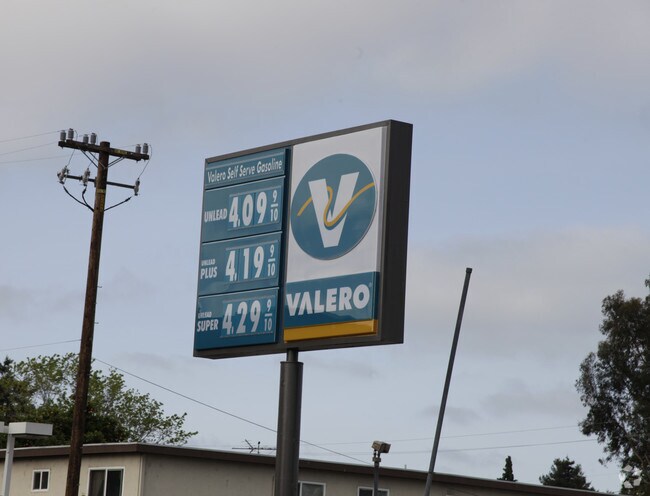 Valero Self Serve Gasoline
UNLEAD 4.09 9/10
UNLEAD
PLUS 4.19 9/10
UNLEAD
SUPER 4.29 9/10
V
VALERO